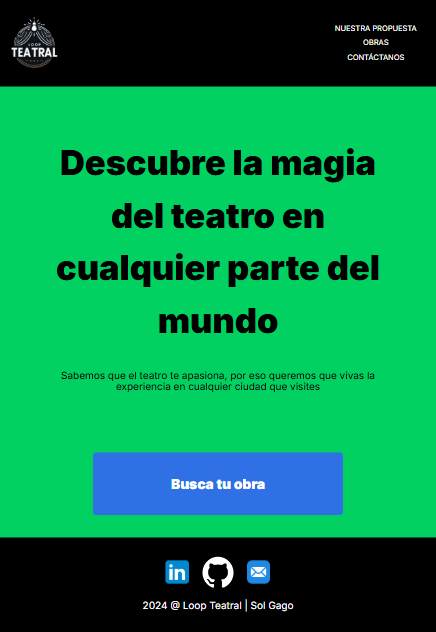 LOOP
TEATRAL
NUESTRA PROPUESTA
OBRAS
CONTÁCTANOS
Descubre la magia
del teatro en
cualquier parte del
mundo
Sabemos que el teatro te apasiona, por eso queremos que vivas la
experiencia en cualquier ciudad que visites
Busca tu obra
in
2024 @ Loop Teatral | Sol Gago